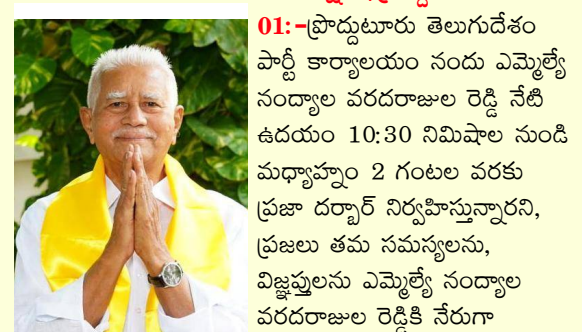 01:-ప్రొద్దుటూరు తెలుగుదేశం
పార్టీ కార్యాలయం నందు ఎమ్మెల్యే
నంద్యాల వరదరాజుల రెడ్డి నేటి
ఉదయం 10:30 నిమిషాల నుండి
మధ్యాహ్నం 2 గంటల వరకు
ప్రజా దర్బార్ నిర్వహిస్తున్నారని,
ప్రజలు తమ సమస్యలను,
విజ్ఞప్తులను ఎమ్మెల్యే నంద్యాల
వరదరాజుల రెడ్డికి నేరుగా